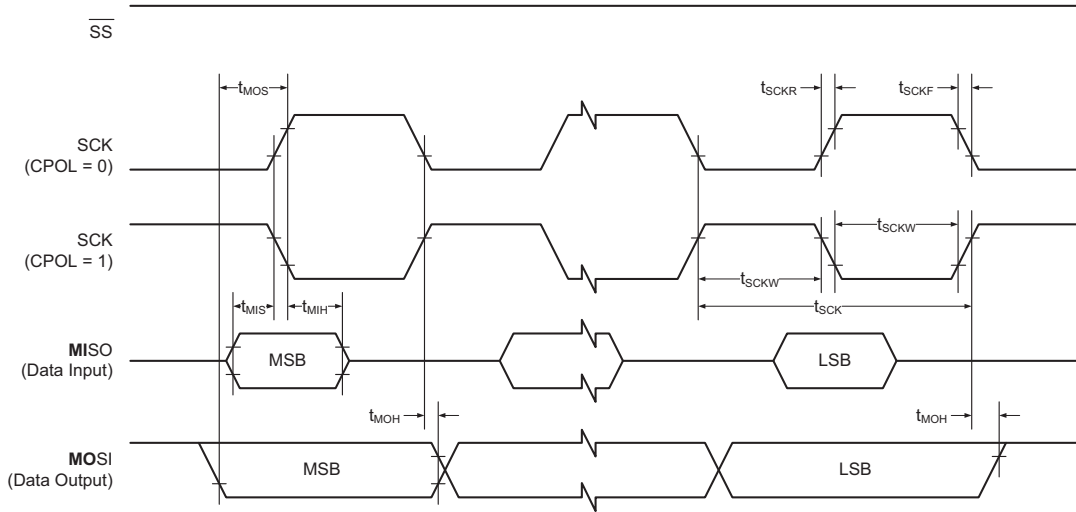 SS
tMOS
tSCKR
tSCKF
SCK
(CPOL = 0)
SCK
(CPOL = 1)
tSCKW
tSCKW
tMIS
tMIH
tSCK
MISO
(Data Input)
MSB
LSB
tMOH
tMOH
MOSI
(Data Output)
MSB
LSB